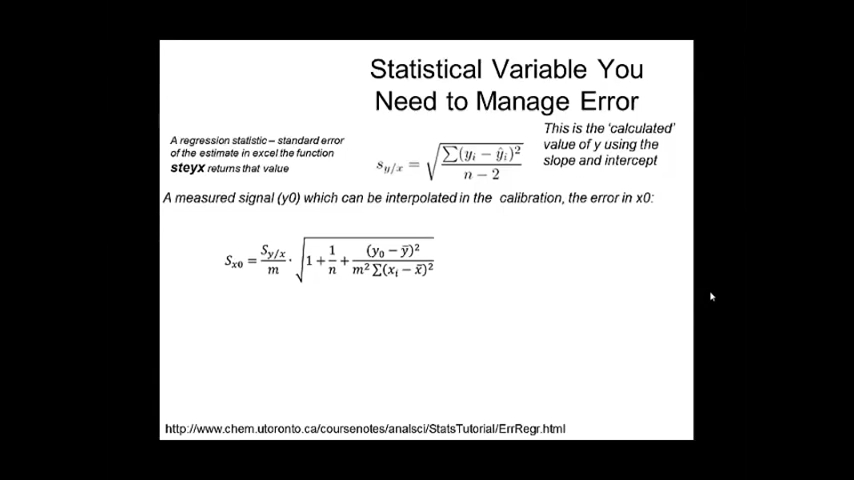 Statistical Variable You
Need to Manage Error
A regression statistic – standard error
of the estimate in excel the function
steyx returns that value
s_{y/x} = √(∑(y_i − ŷ_i)² / (n − 2))
This is the 'calculated'
value of y using the
slope and intercept
A measured signal (y0) which can be interpolated in the calibration, the error in x0:
S_{x0} = (S_{y/x} / m) · √(1 + 1/n + (y_0 − ȳ)² / (m² ∑(x_i − x̄)²))
http://www.chem.utoronto.ca/coursenotes/analsci/StatsTutorial/ErrRegr.html